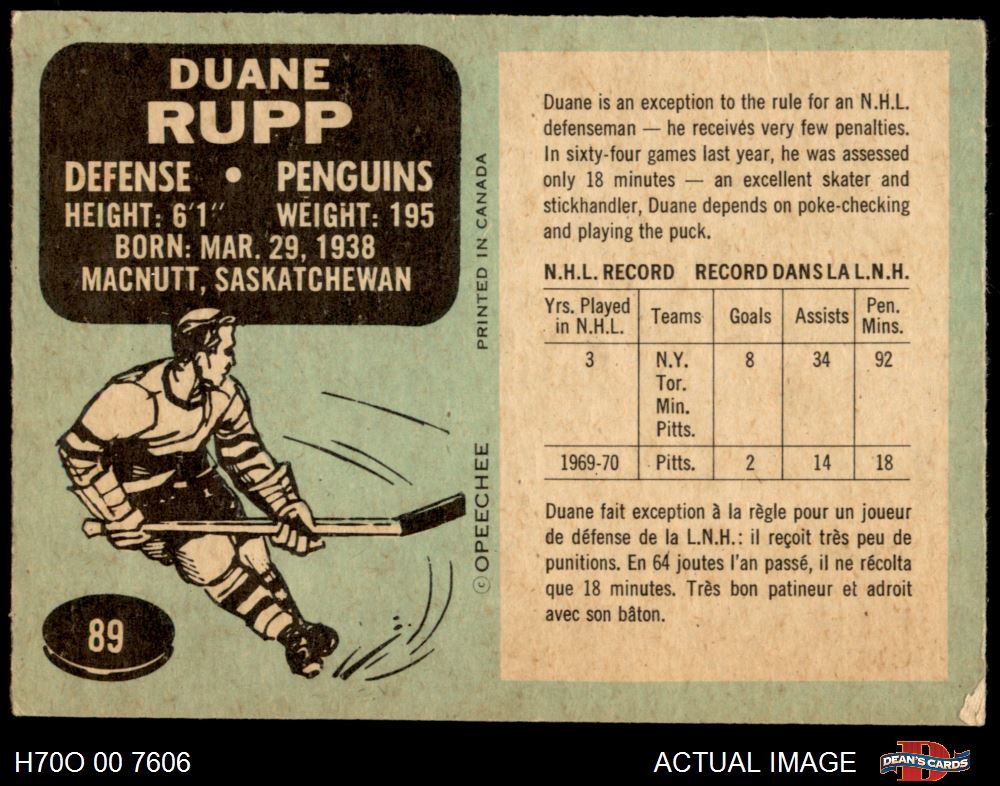 DUANE
RUPP
DEFENSE • PENGUINS
HEIGHT: 6'1" WEIGHT: 195
BORN: MAR. 29, 1938
MACNUTT, SASKATCHEWAN
89
© OPEECHEE PRINTED IN CANADA
Duane is an exception to the rule for an N.H.L.
defenseman — he receives very few penalties.
In sixty-four games last year, he was assessed
only 18 minutes — an excellent skater and
stickhandler, Duane depends on poke-checking
and playing the puck.
N.H.L. RECORD RECORD DANS LA L.N.H.
Yrs. Played in N.H.L. Teams Goals Assists Pen. Mins.
3 N.Y. 8 34 92
Tor.
Min.
Pitts.
1969-70 Pitts. 2 14 18
Duane fait exception à la règle pour un joueur
de défense de la L.N.H.: il reçoit très peu de
punitions. En 64 joutes l'an passé, il ne récolta
que 18 minutes. Très bon patineur et adroit
avec son bâton.
H70O 00 7606 ACTUAL IMAGE D DEAN'S CARDS